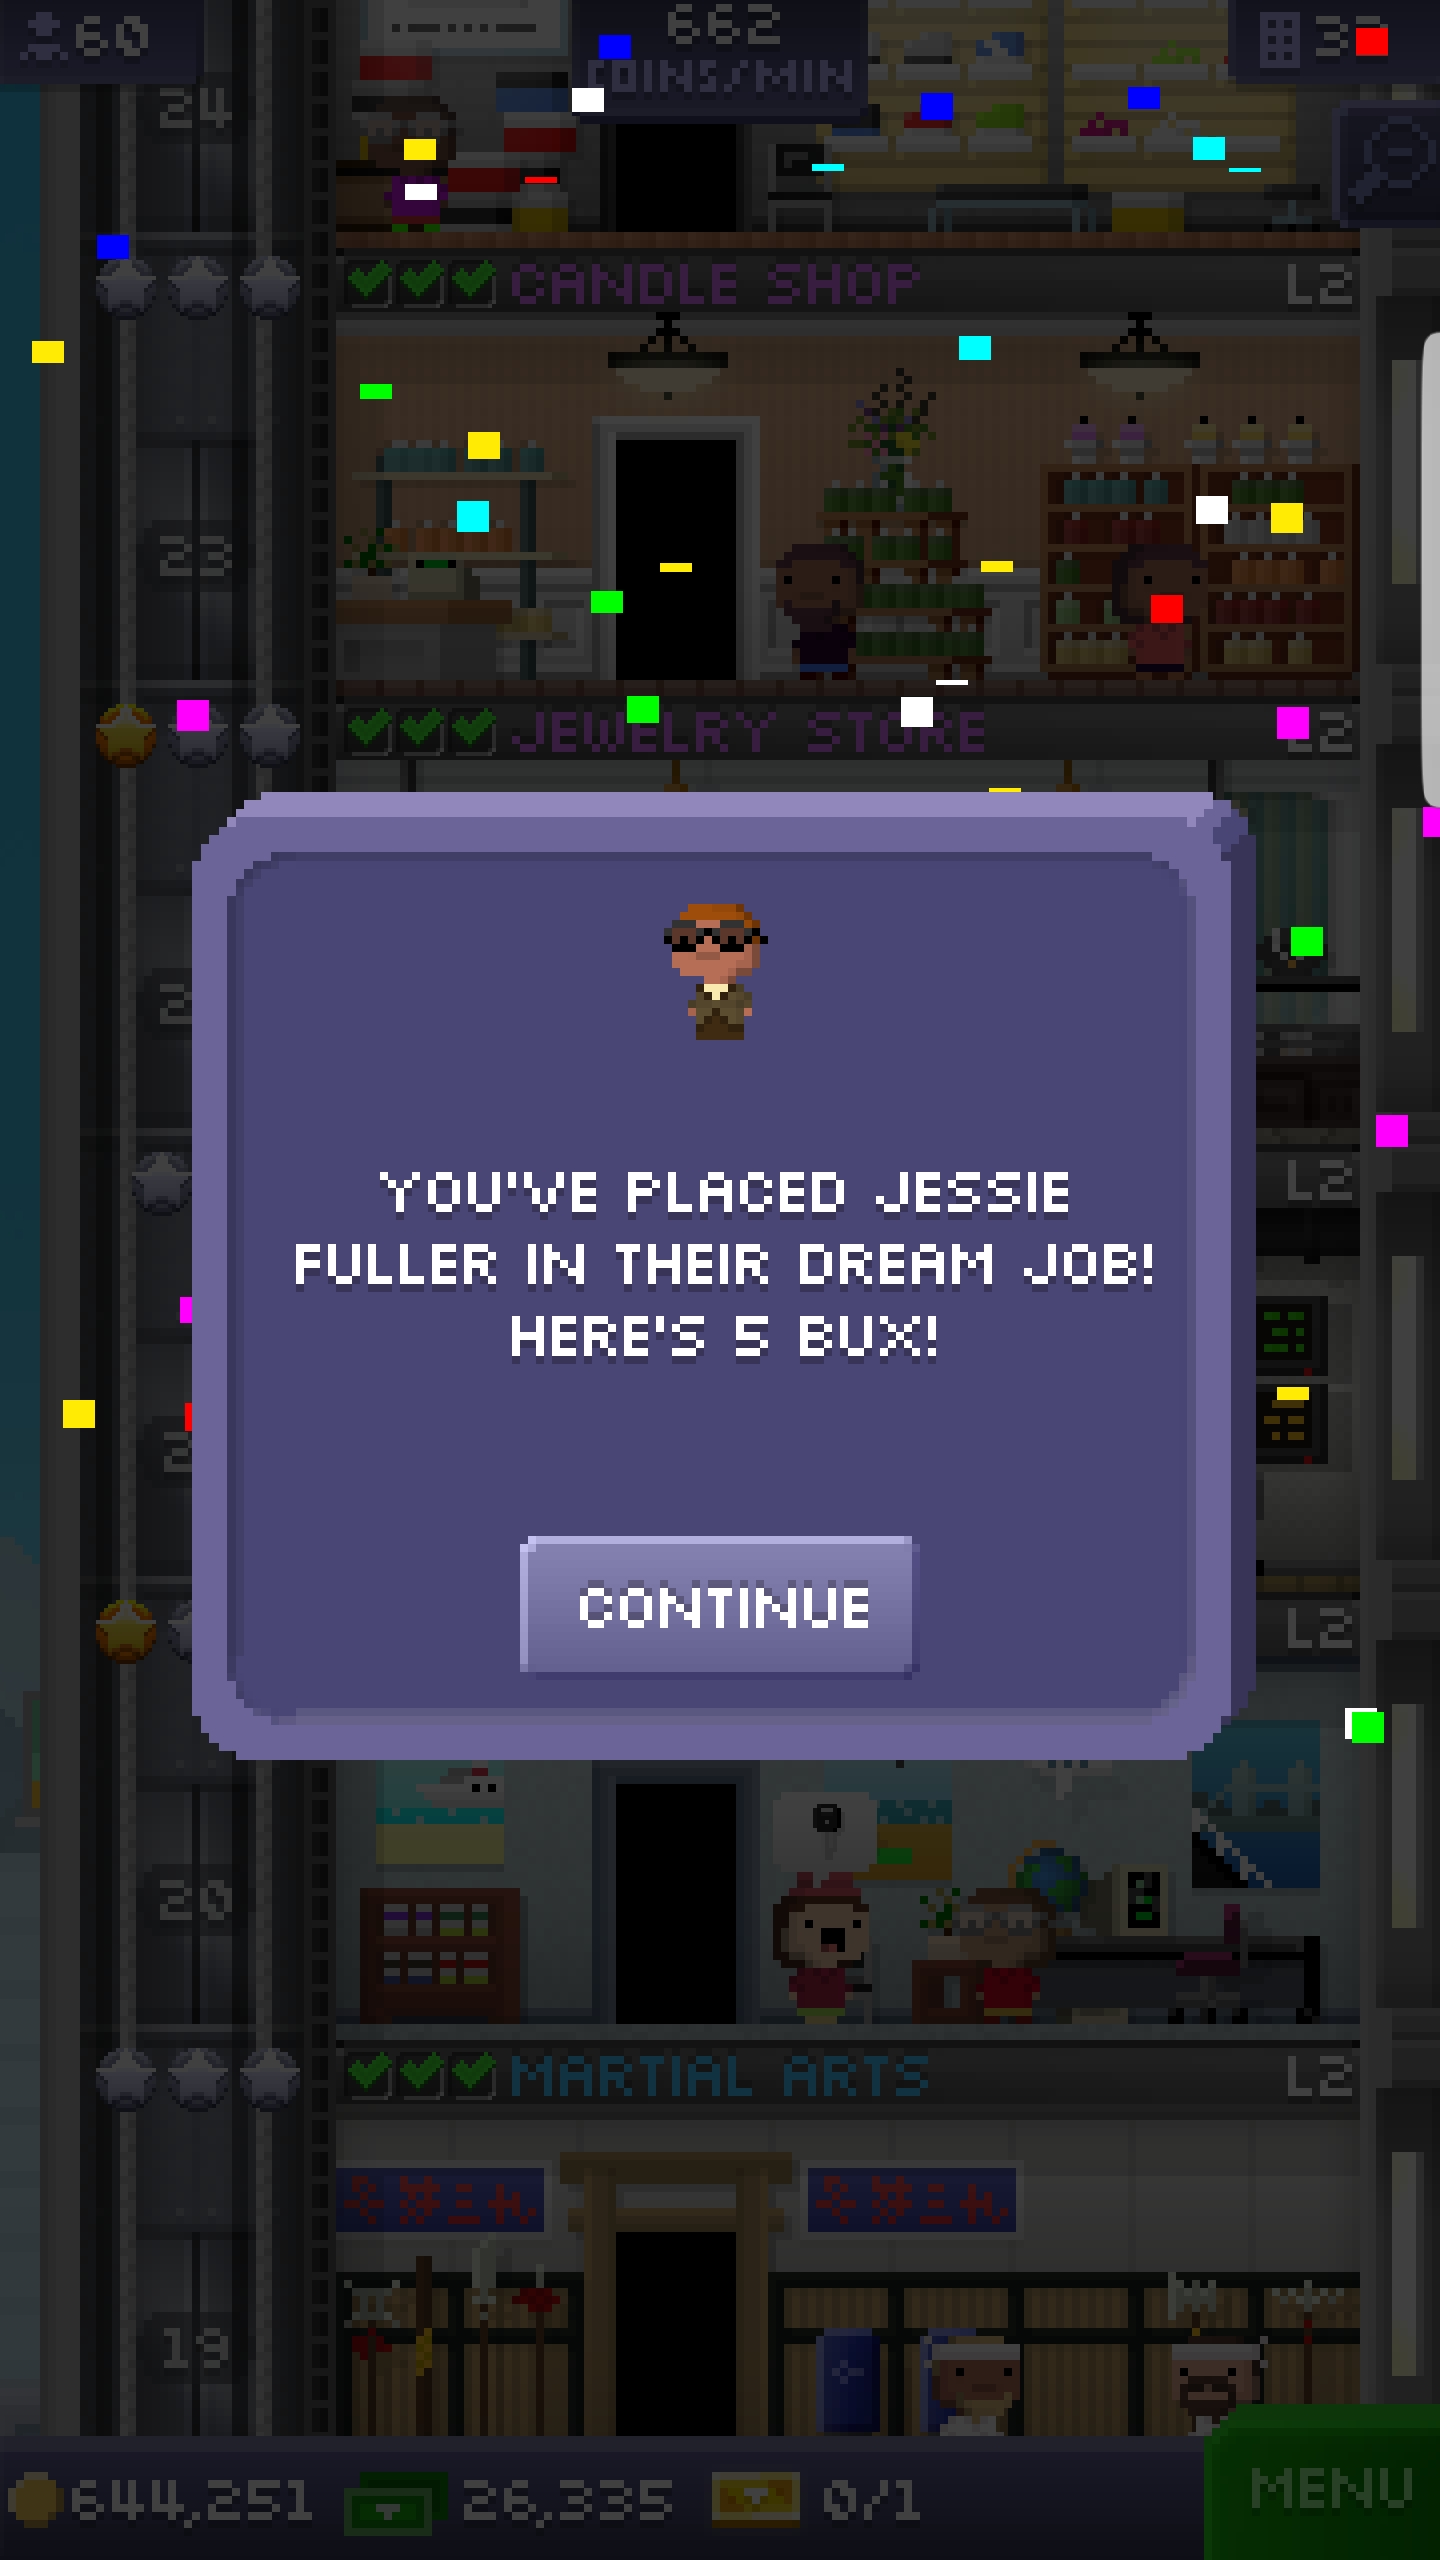 60
662
COINS/MIN
24
CANDLE SHOP L2
23
JEWELRY STORE L2
L2
YOU'VE PLACED JESSIE
FULLER IN THEIR DREAM JOB!
HERE'S 5 BUX!
CONTINUE
L2
20
MARTIAL ARTS L2
19
644,251 26,335 0/1
MENU